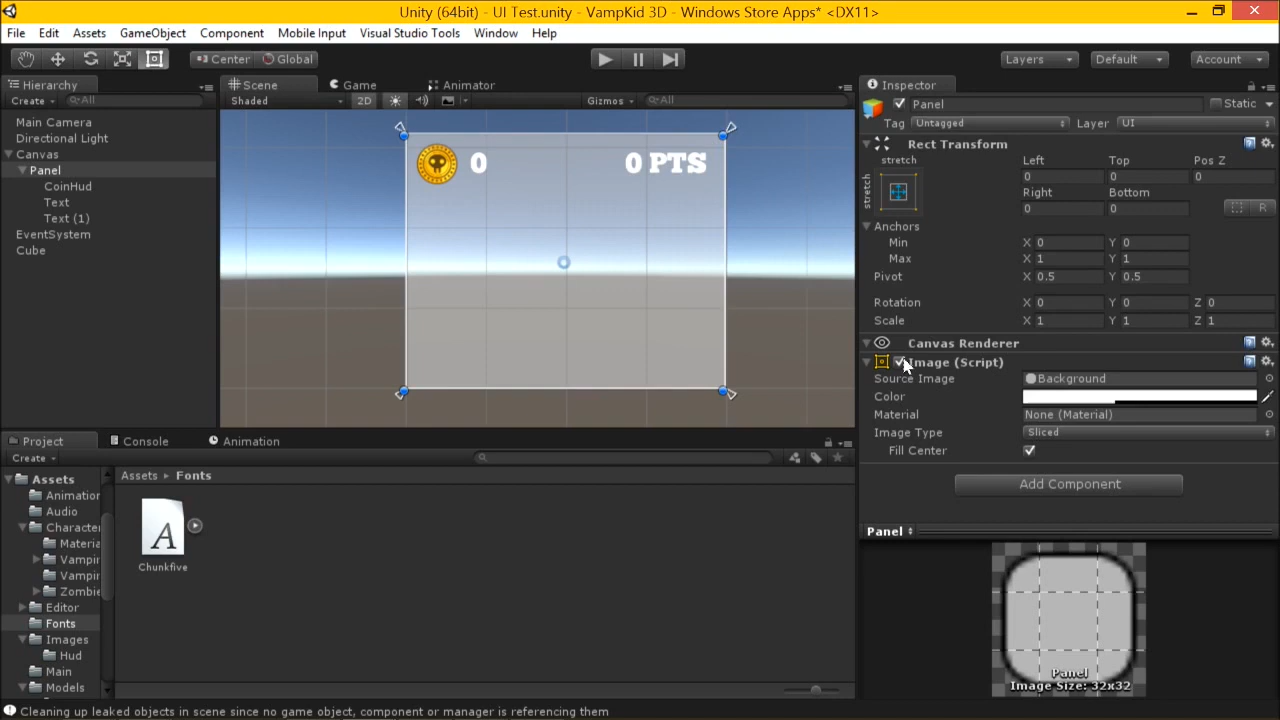 Unity (64bit) - UI Test.unity - VampKid 3D - Windows Store Apps* <DX11>
File Edit Assets GameObject Component Mobile Input Visual Studio Tools Window Help
Center Global Layers Default Account
Hierarchy
Create All
Main Camera
Directional Light
Canvas
Panel
CoinHud
Text
Text (1)
EventSystem
Cube
Scene Game Animator
Shaded 2D Gizmos All
0 0 PTS
Inspector
Panel Static
Tag Untagged Layer UI
Rect Transform
stretch Left Top Pos Z
stretch
0 0 0
Right Bottom
0 0 R
Anchors
Min X 0 Y 0
Max X 1 Y 1
Pivot X 0.5 Y 0.5
Rotation X 0 Y 0 Z 0
Scale X 1 Y 1 Z 1
Canvas Renderer
Image (Script)
Source Image Background
Color
Material None (Material)
Image Type Sliced
Fill Center
Add Component
Panel
Panel
Image Size: 32x32
Project Console Animation
Create
Assets
Animation
Audio
Character
Materia
Vampir
Vampir
Zombie
Editor
Fonts
Images
Hud
Main
Models
Assets Fonts
A
Chunkfive
Cleaning up leaked objects in scene since no game object, component or manager is referencing them